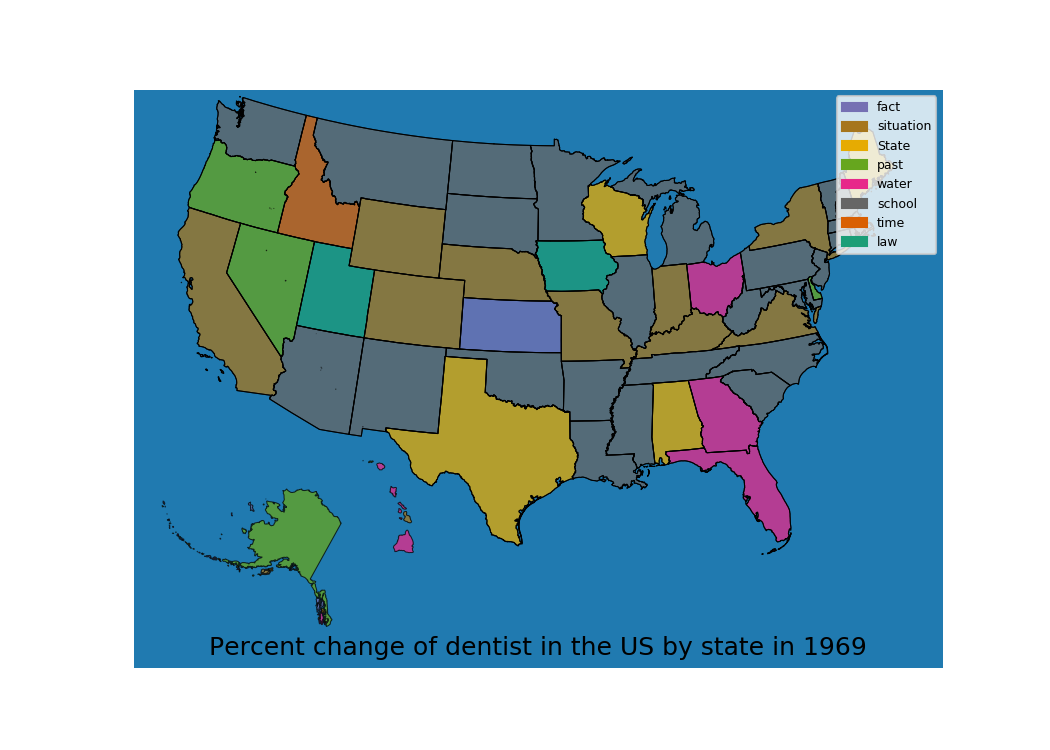 fact
situation
State
past
water
school
time
law
Percent change of dentist in the US by state in 1969